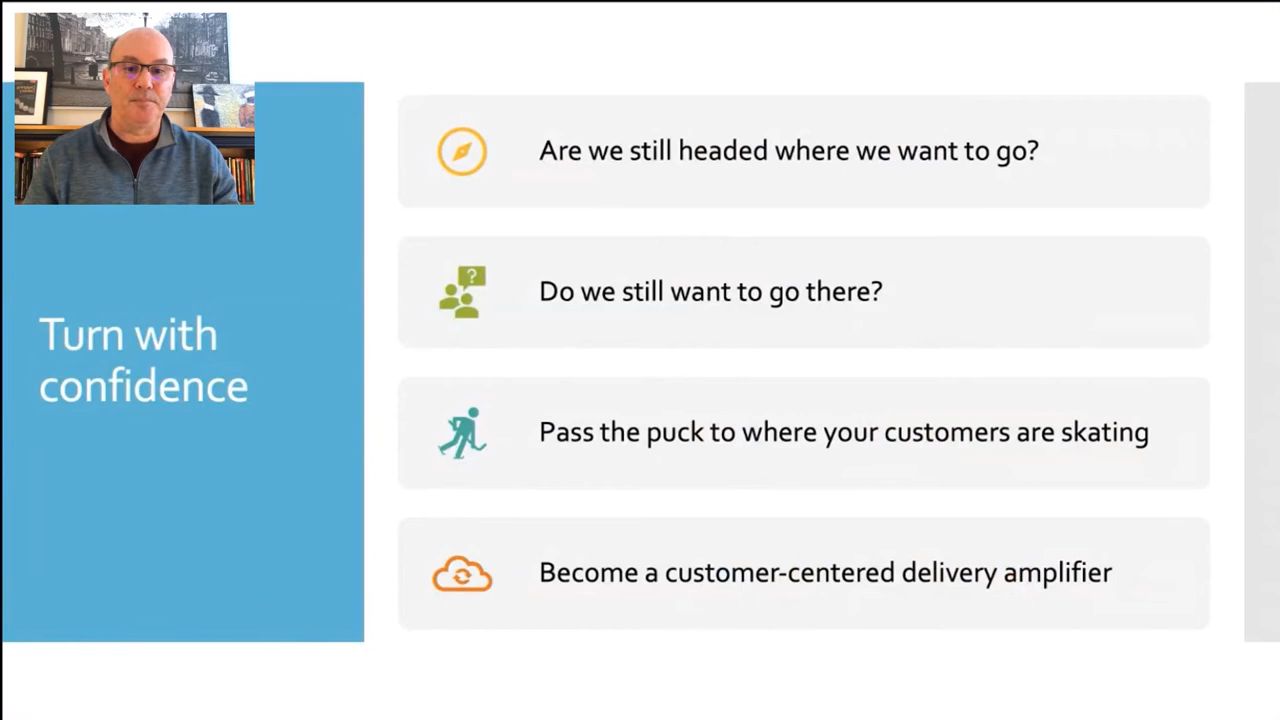 Turn with
confidence
Are we still headed where we want to go?
?
Do we still want to go there?
Pass the puck to where your customers are skating
Become a customer-centered delivery amplifier